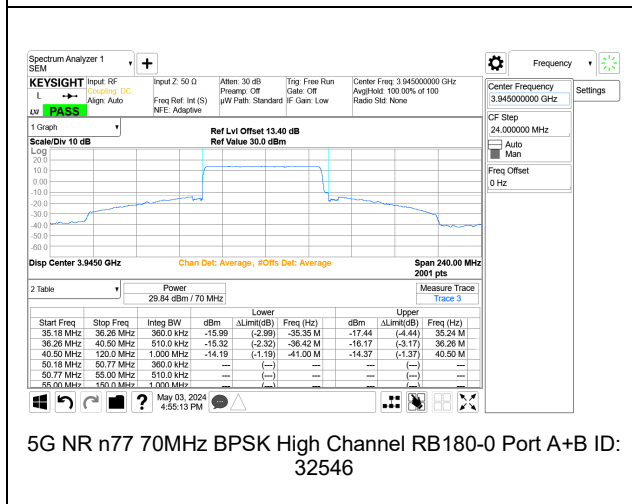 Spectrum Analyzer 1
SEM
+
Frequency
KEYSIGHT
Input: RF
Coupling: DC
Align: Auto
Input Z: 50 Ω
Freq Ref: Int (S)
NFE: Adaptive
Atten: 30 dB
Preamp: Off
µW Path: Standard
Trig: Free Run
Gate: Off
IF Gain: Low
Center Freq: 3.945000000 GHz
Avg|Hold: 100.00% of 100
Radio Std: None
L
LXI
PASS
Center Frequency
3.945000000 GHz
Settings
CF Step
24.000000 MHz
Auto
Man
Freq Offset
0 Hz
1 Graph
Scale/Div 10 dB
Ref Lvl Offset 13.40 dB
Ref Value 30.0 dBm
Log
20.0
10.0
0.00
-10.0
-20.0
-30.0
-40.0
-50.0
-60.0
Disp Center 3.9450 GHz
Chan Det: Average, #Offs Det: Average
Span 240.00 MHz
2001 pts
2 Table
Power
29.84 dBm / 70 MHz
Measure Trace
Trace 3
Lower Upper
Start Freq Stop Freq Integ BW dBm ∆Limit(dB) Freq (Hz) dBm ∆Limit(dB) Freq (Hz)
35.18 MHz 36.26 MHz 360.0 kHz -15.99 (-2.99) -35.35 M -17.44 (-4.44) 35.24 M
36.26 MHz 40.50 MHz 510.0 kHz -15.32 (-2.32) -36.42 M -16.17 (-3.17) 36.26 M
40.50 MHz 120.0 MHz 1.000 MHz -14.19 (-1.19) -41.00 M -14.37 (-1.37) 40.50 M
50.18 MHz 50.77 MHz 360.0 kHz --- (---) --- --- (---) ---
50.77 MHz 55.00 MHz 510.0 kHz --- (---) --- --- (---) ---
55.00 MHz 150.0 MHz 1.000 MHz --- (---) --- --- (---) ---
?
May 03, 2024
4:55:13 PM
5G NR n77 70MHz BPSK High Channel RB180-0 Port A+B ID:
32546